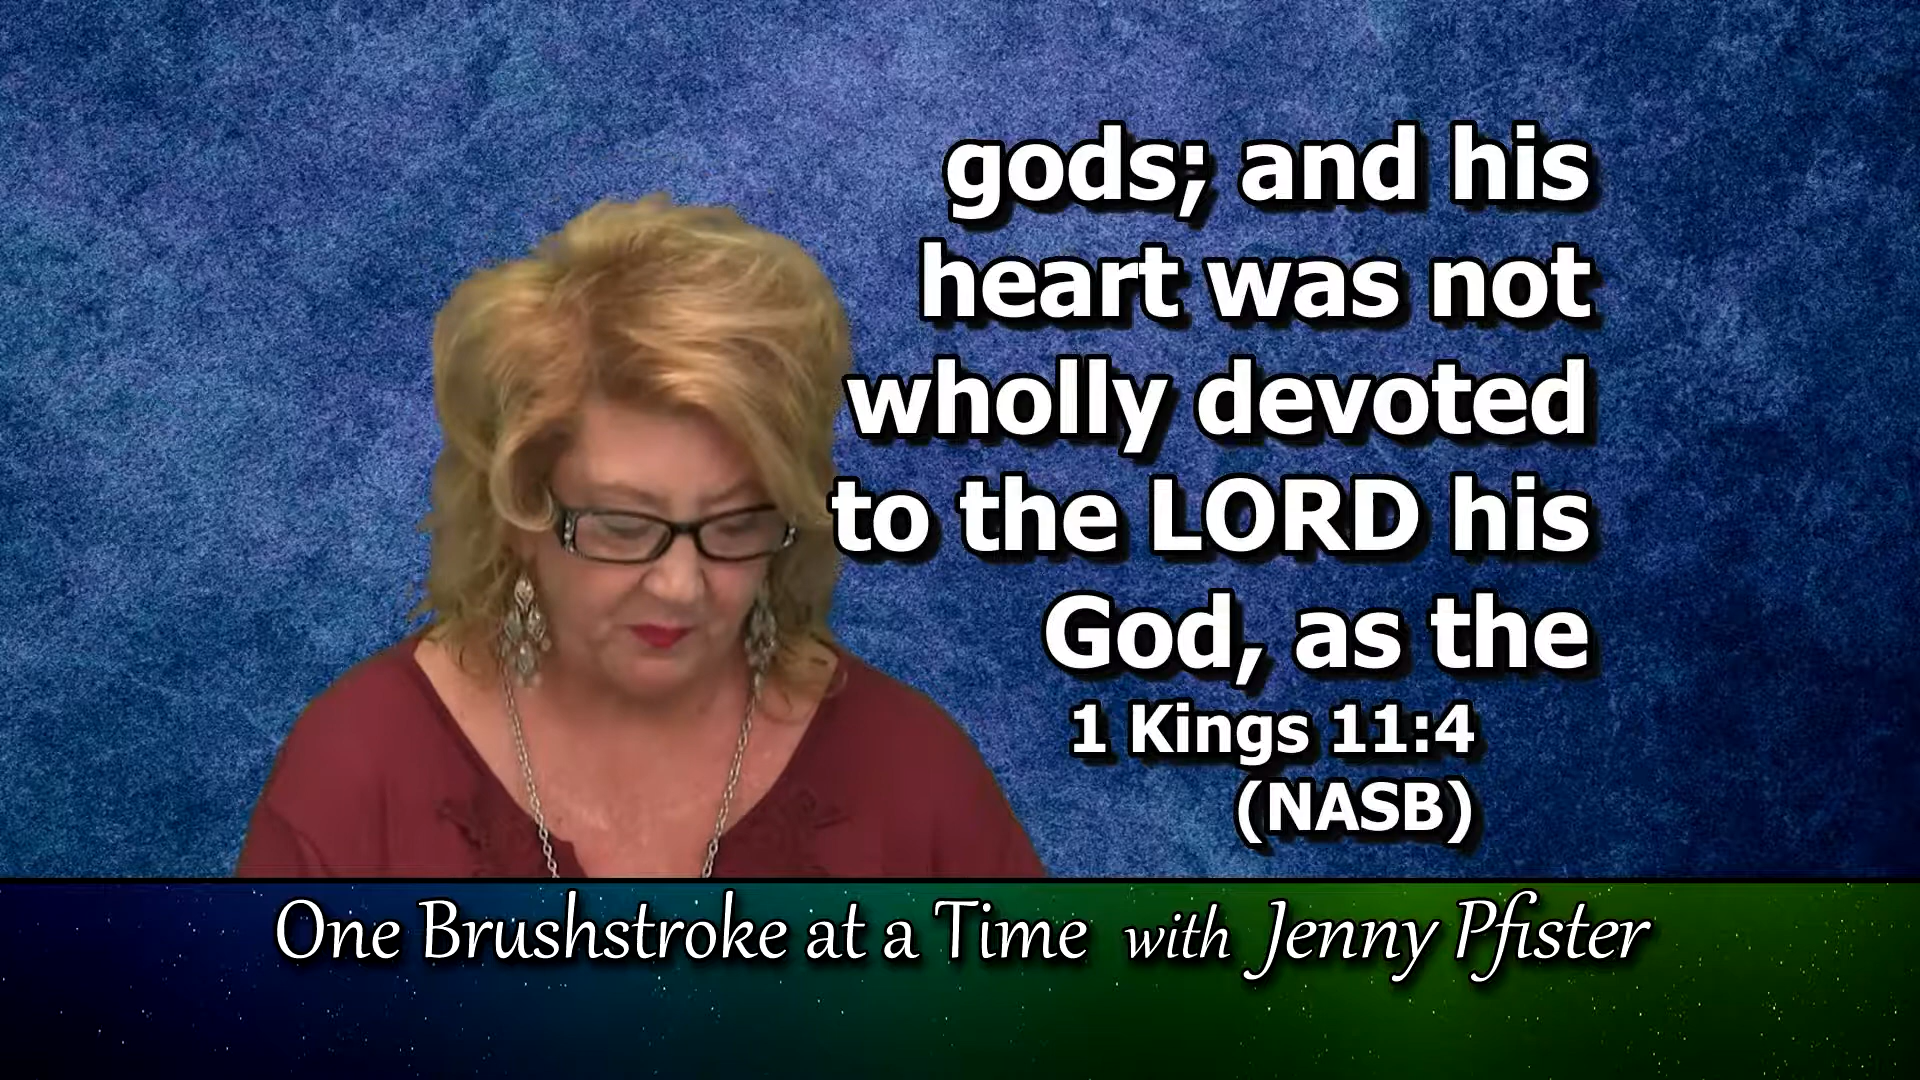 gods; and his
heart was not
wholly devoted
to the LORD his
God, as the
1 Kings 11:4
(NASB)
One Brushstroke at a Time with Jenny Pfister